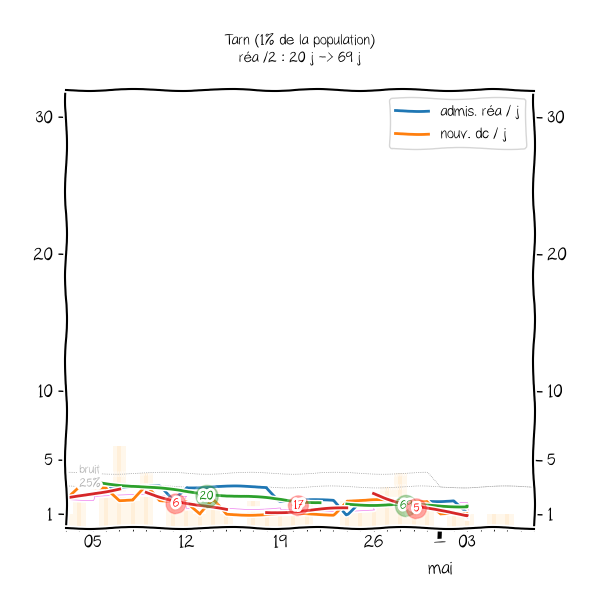 Tarn (1% de la population)
réa /2 : 20 j -> 69 j
admis. réa / j
nouv. dc / j
30 30
20 20
10 10
5 5
1 1
bruit
25%
6 20 17 5
05 12 19 26 03
mai